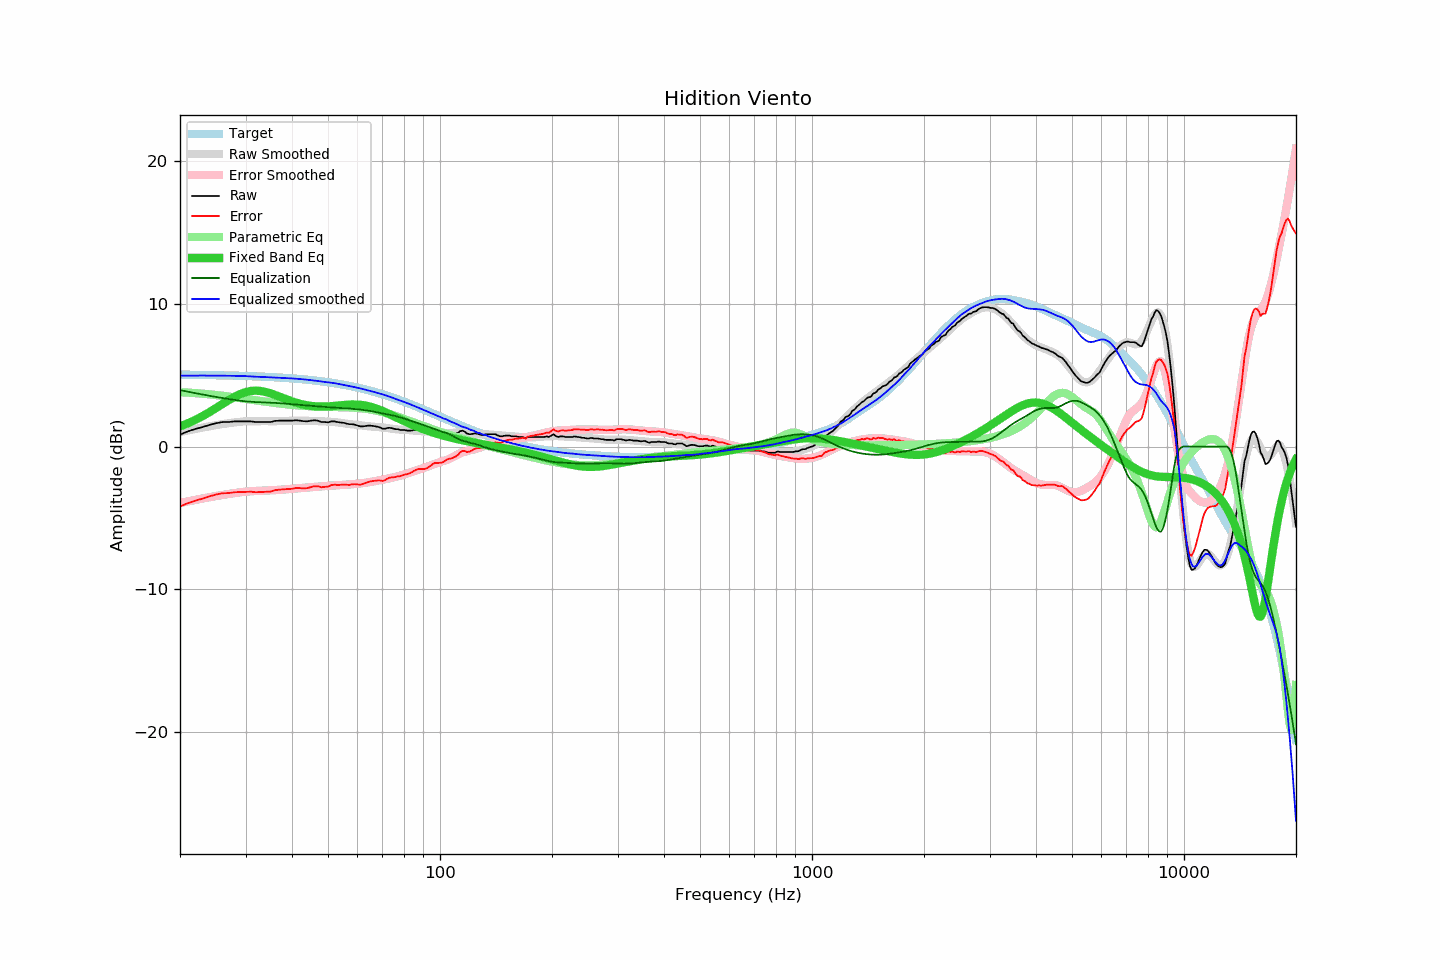 Hidition Viento
Target
Raw Smoothed
Error Smoothed
Raw
Error
Parametric Eq
Fixed Band Eq
Equalization
Equalized smoothed
20
10
0
−10
−20
Amplitude (dBr)
100
1000
10000
Frequency (Hz)